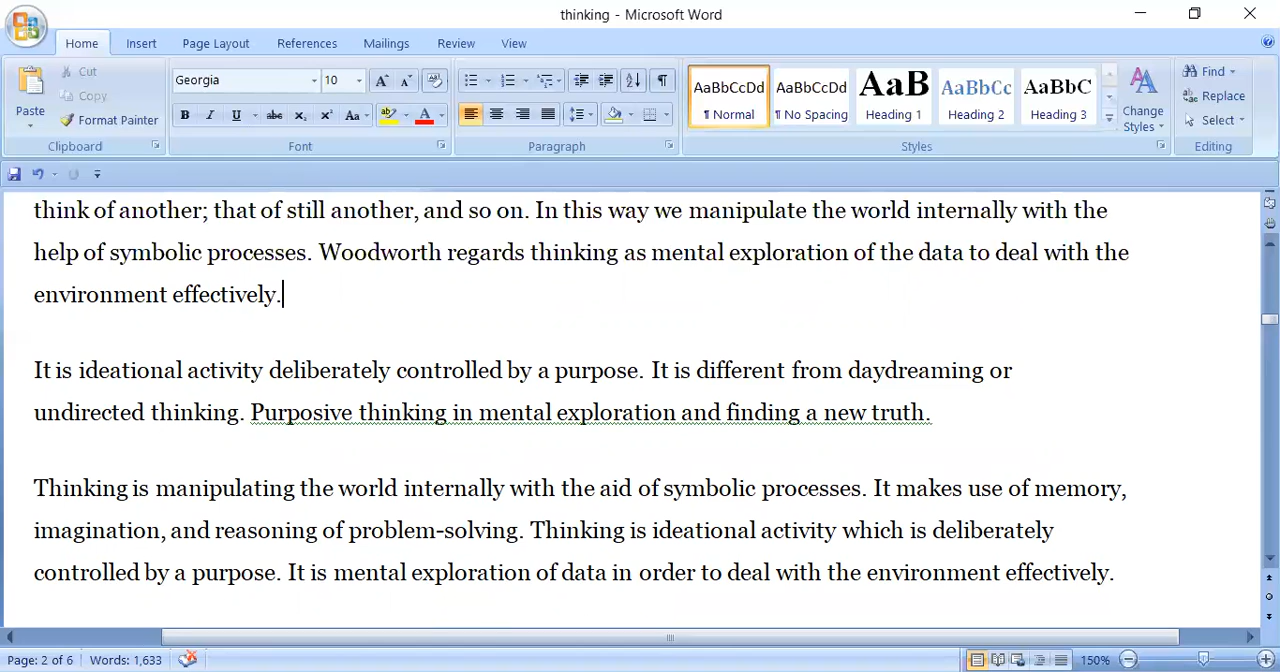 thinking - Microsoft Word
Home Insert Page Layout References Mailings Review View
Paste Cut Copy Format Painter
Clipboard
Georgia 10
B I U abc X₂ X² Aa A
Font
Paragraph
AaBbCcDd AaBbCcDd AaB AaBbCc AaBbC
¶ Normal ¶ No Spacing Heading 1 Heading 2 Heading 3
Change Styles
Styles
Find
Replace
Select
Editing
think of another; that of still another, and so on. In this way we manipulate the world internally with the
help of symbolic processes. Woodworth regards thinking as mental exploration of the data to deal with the
environment effectively.
It is ideational activity deliberately controlled by a purpose. It is different from daydreaming or
undirected thinking. Purposive thinking in mental exploration and finding a new truth.
Thinking is manipulating the world internally with the aid of symbolic processes. It makes use of memory,
imagination, and reasoning of problem-solving. Thinking is ideational activity which is deliberately
controlled by a purpose. It is mental exploration of data in order to deal with the environment effectively.
Page: 2 of 6 Words: 1,633 150%